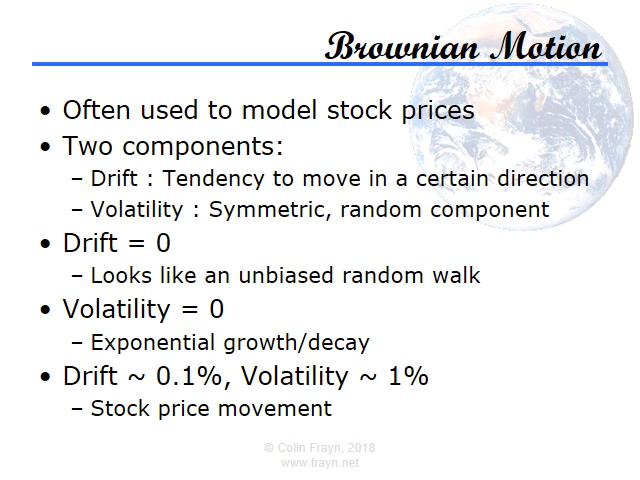 Brownian Motion
• Often used to model stock prices
• Two components:
– Drift : Tendency to move in a certain direction
– Volatility : Symmetric, random component
• Drift = 0
– Looks like an unbiased random walk
• Volatility = 0
– Exponential growth/decay
• Drift ~ 0.1%, Volatility ~ 1%
– Stock price movement
© Colin Frayn, 2018
www.frayn.net